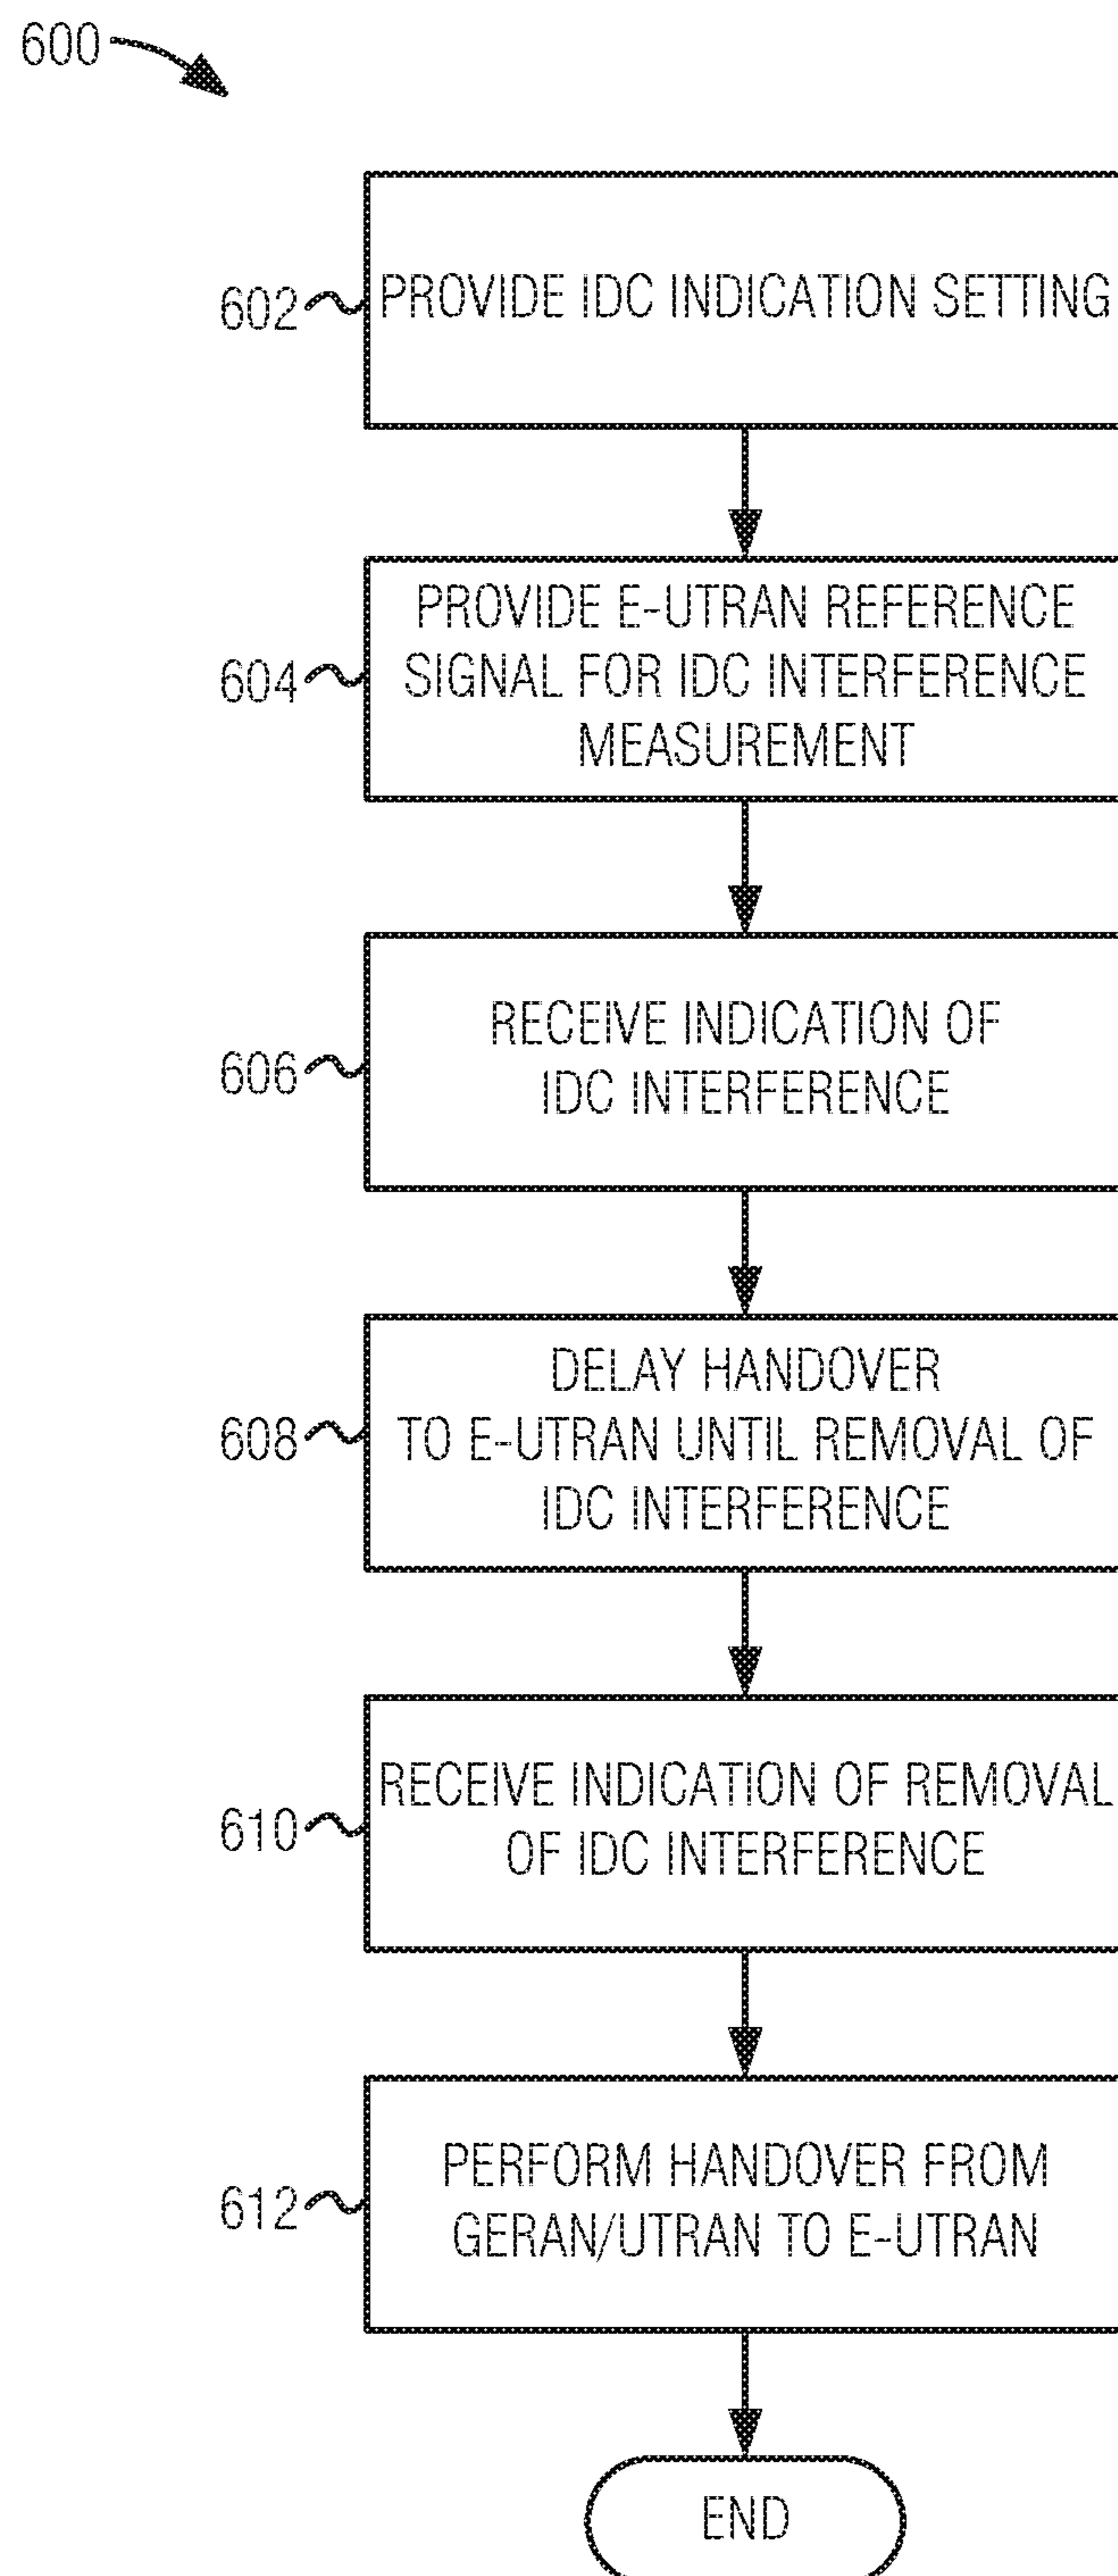 600
602
PROVIDE IDC INDICATION SETTING
604
PROVIDE E-UTRAN REFERENCE
SIGNAL FOR IDC INTERFERENCE
MEASUREMENT
606
RECEIVE INDICATION OF
IDC INTERFERENCE
608
DELAY HANDOVER
TO E-UTRAN UNTIL REMOVAL OF
IDC INTERFERENCE
610
RECEIVE INDICATION OF REMOVAL
OF IDC INTERFERENCE
612
PERFORM HANDOVER FROM
GERAN/UTRAN TO E-UTRAN
END